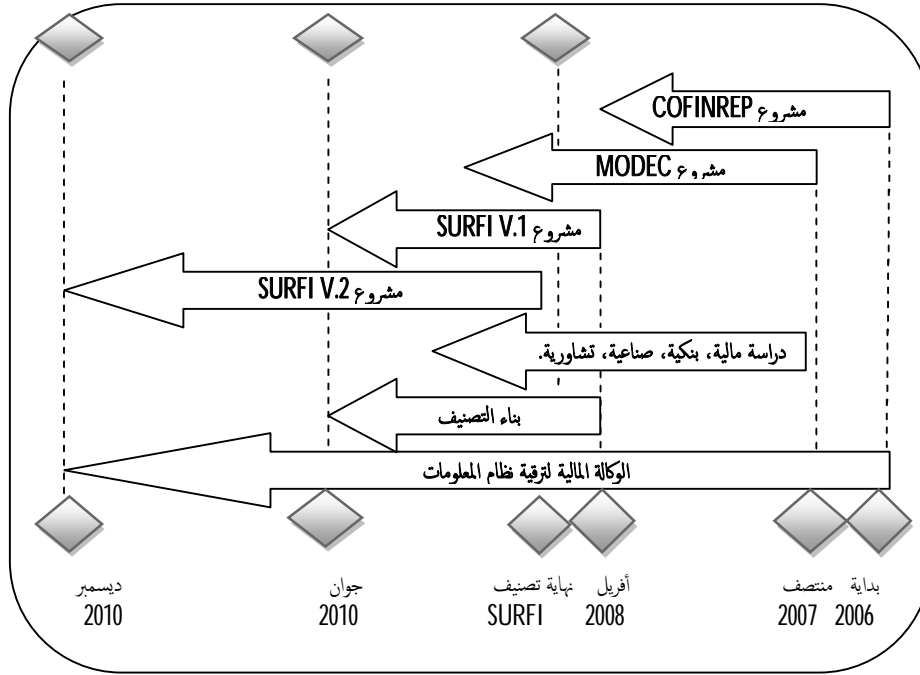 مشروع COFINREP
مشروع MODEC
مشروع SURFI V.1
مشروع SURFI V.2
دراسة مالية، بنكية، صناعية، تشاورية.
بناء التصنيف
الوكالة المالية لترقية نظام المعلومات
بداية
2006
منتصف
2007
أفريل
2008
نهاية تصنيف
SURFI
جوان
2010
ديسمبر
2010